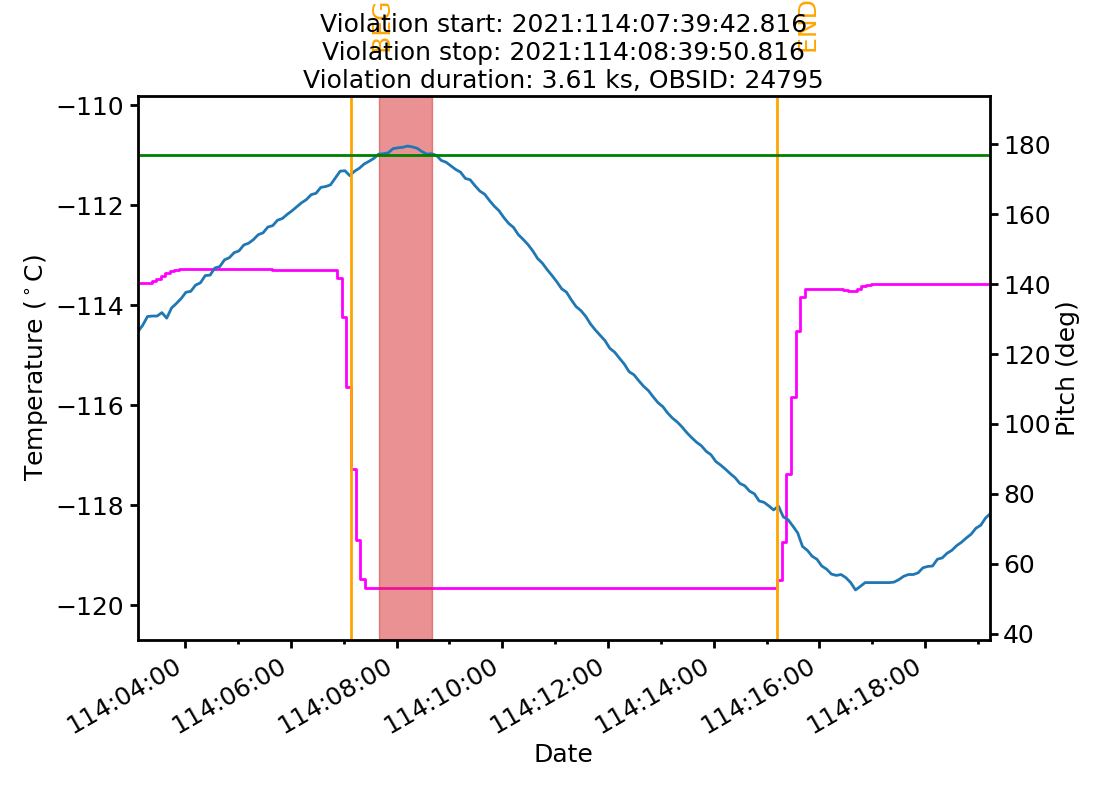 BEG
END
Violation start: 2021:114:07:39:42.816
Violation stop: 2021:114:08:39:50.816
Violation duration: 3.61 ks, OBSID: 24795
Temperature (°C)
−110
−112
−114
−116
−118
−120
180
160
140
120
100
80
60
40
Pitch (deg)
114:04:00
114:06:00
114:08:00
114:10:00
114:12:00
114:14:00
114:16:00
114:18:00
Date